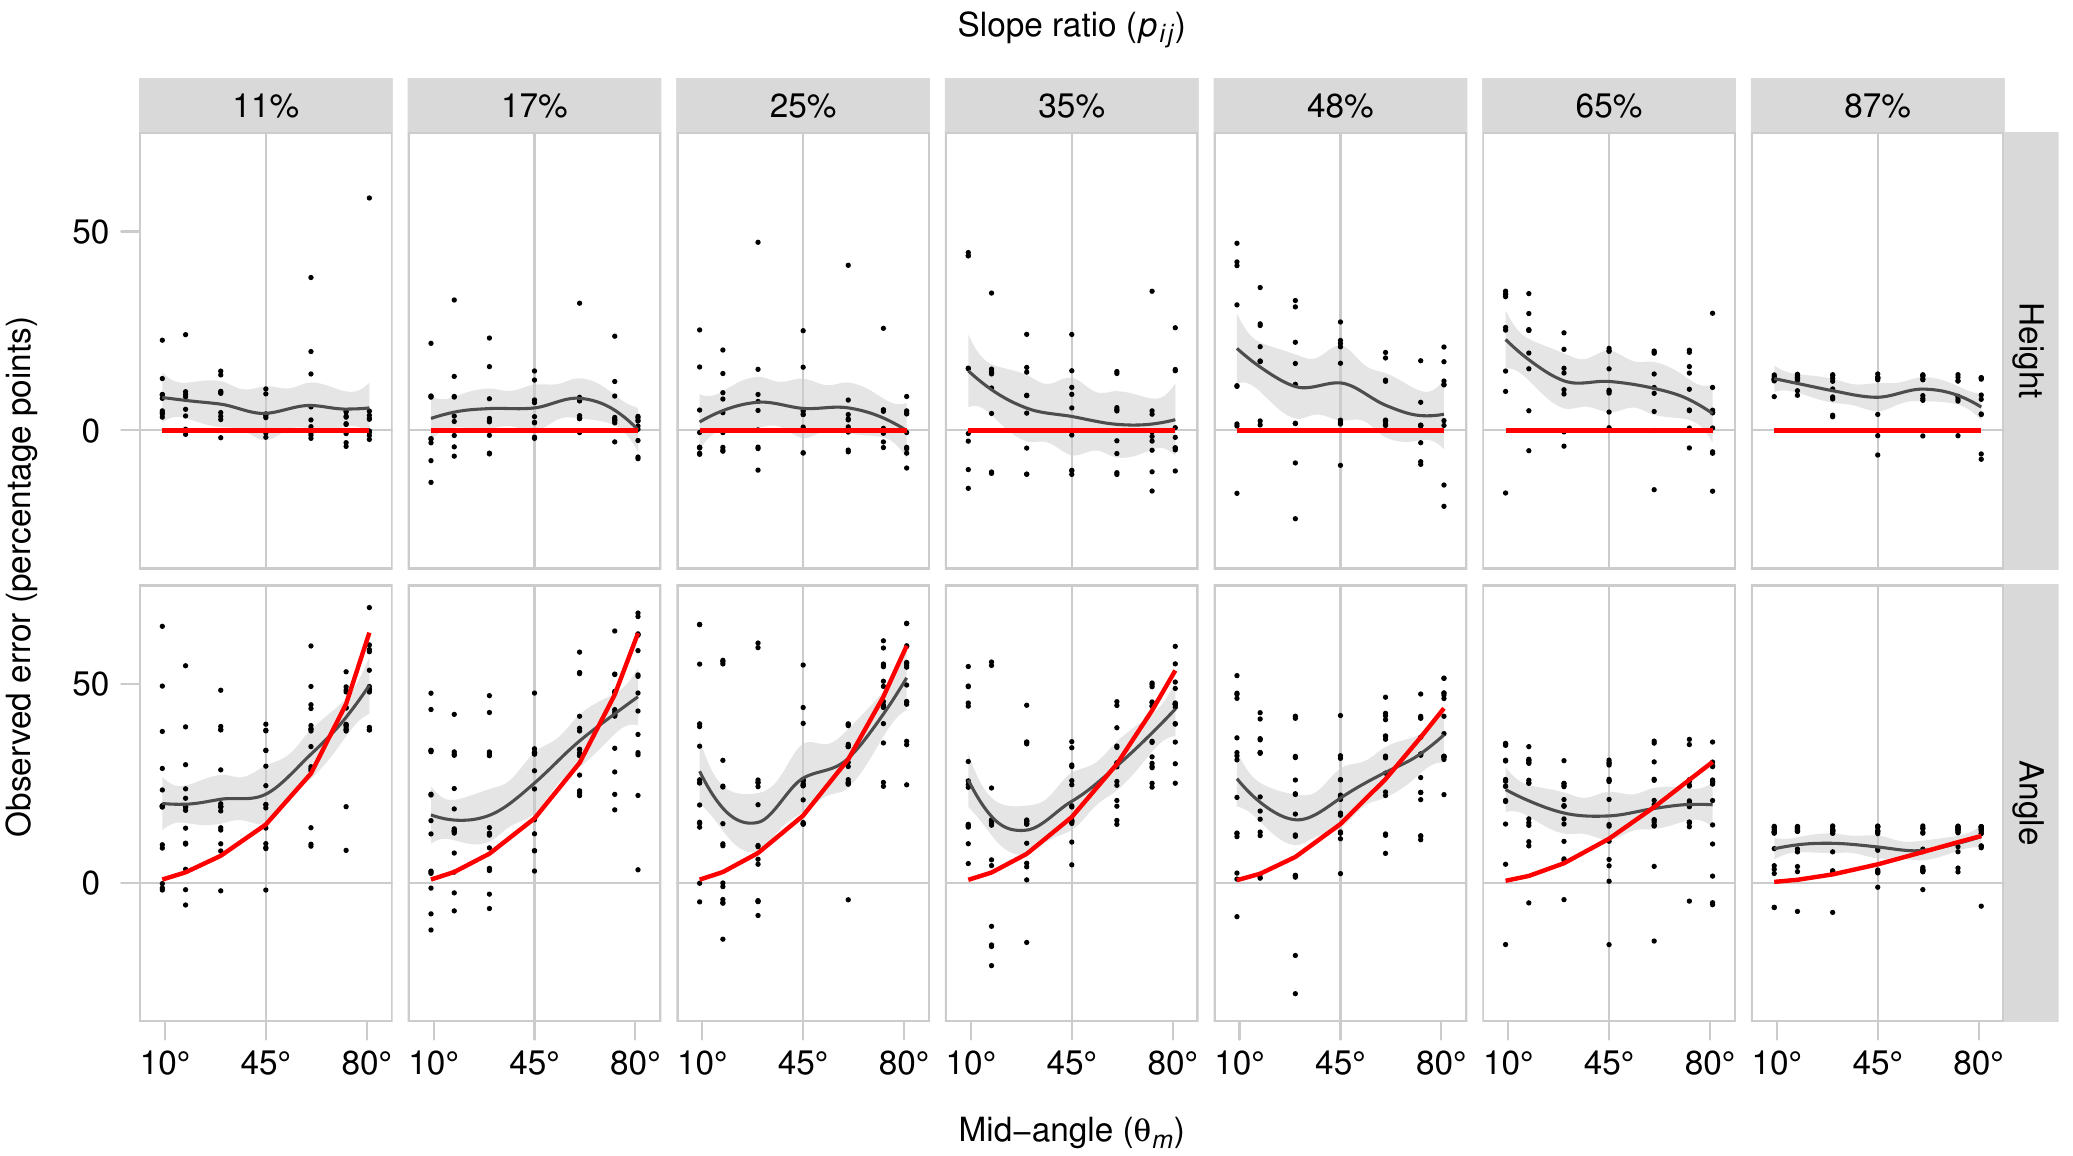 Slope ratio (p_ij)
11% 17% 25% 35% 48% 65% 87%
Observed error (percentage points)
50
0
Height
50
0
Angle
10° 45° 80° 10° 45° 80° 10° 45° 80° 10° 45° 80° 10° 45° 80° 10° 45° 80° 10° 45° 80°
Mid−angle (θ_m)